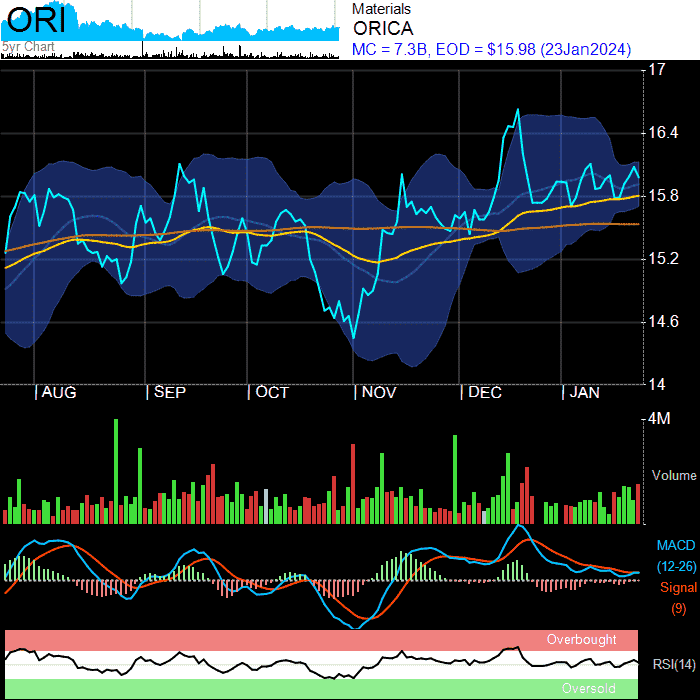 ORI
5yr Chart
Materials
ORICA
MC = 7.3B, EOD = $15.98 (23Jan2024)
17
16.4
15.8
15.2
14.6
14
| AUG | SEP | OCT | NOV | DEC | JAN
4M
Volume
MACD
(12-26)
Signal
(9)
Overbought
RSI(14)
Oversold